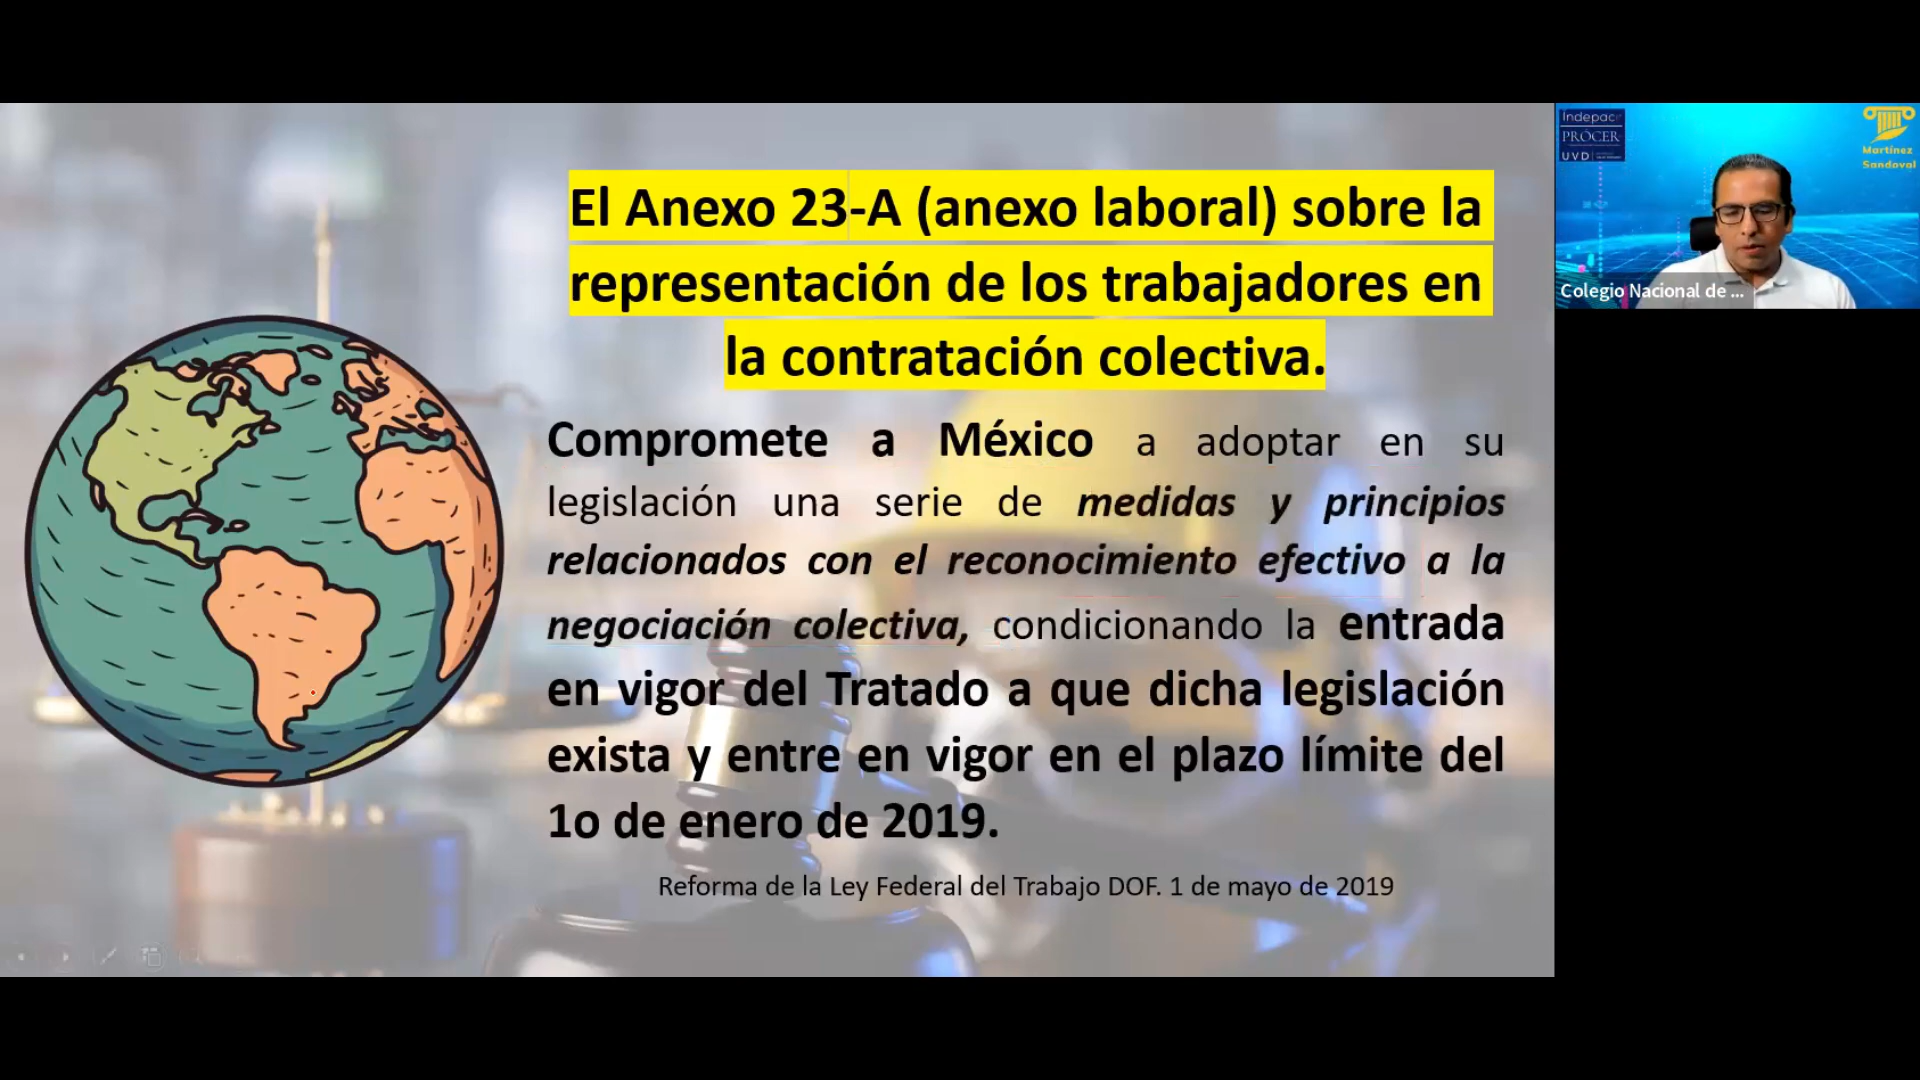 El Anexo 23-A (anexo laboral) sobre la
representación de los trabajadores en
la contratación colectiva.
Compromete a México a adoptar en su
legislación una serie de medidas y principios
relacionados con el reconocimiento efectivo a la
negociación colectiva, condicionando la entrada
en vigor del Tratado a que dicha legislación
exista y entre en vigor en el plazo límite del
1o de enero de 2019.
Reforma de la Ley Federal del Trabajo DOF. 1 de mayo de 2019
Indepac
PRÓCER
UVD
Martínez
Sandoval
Colegio Nacional de ...